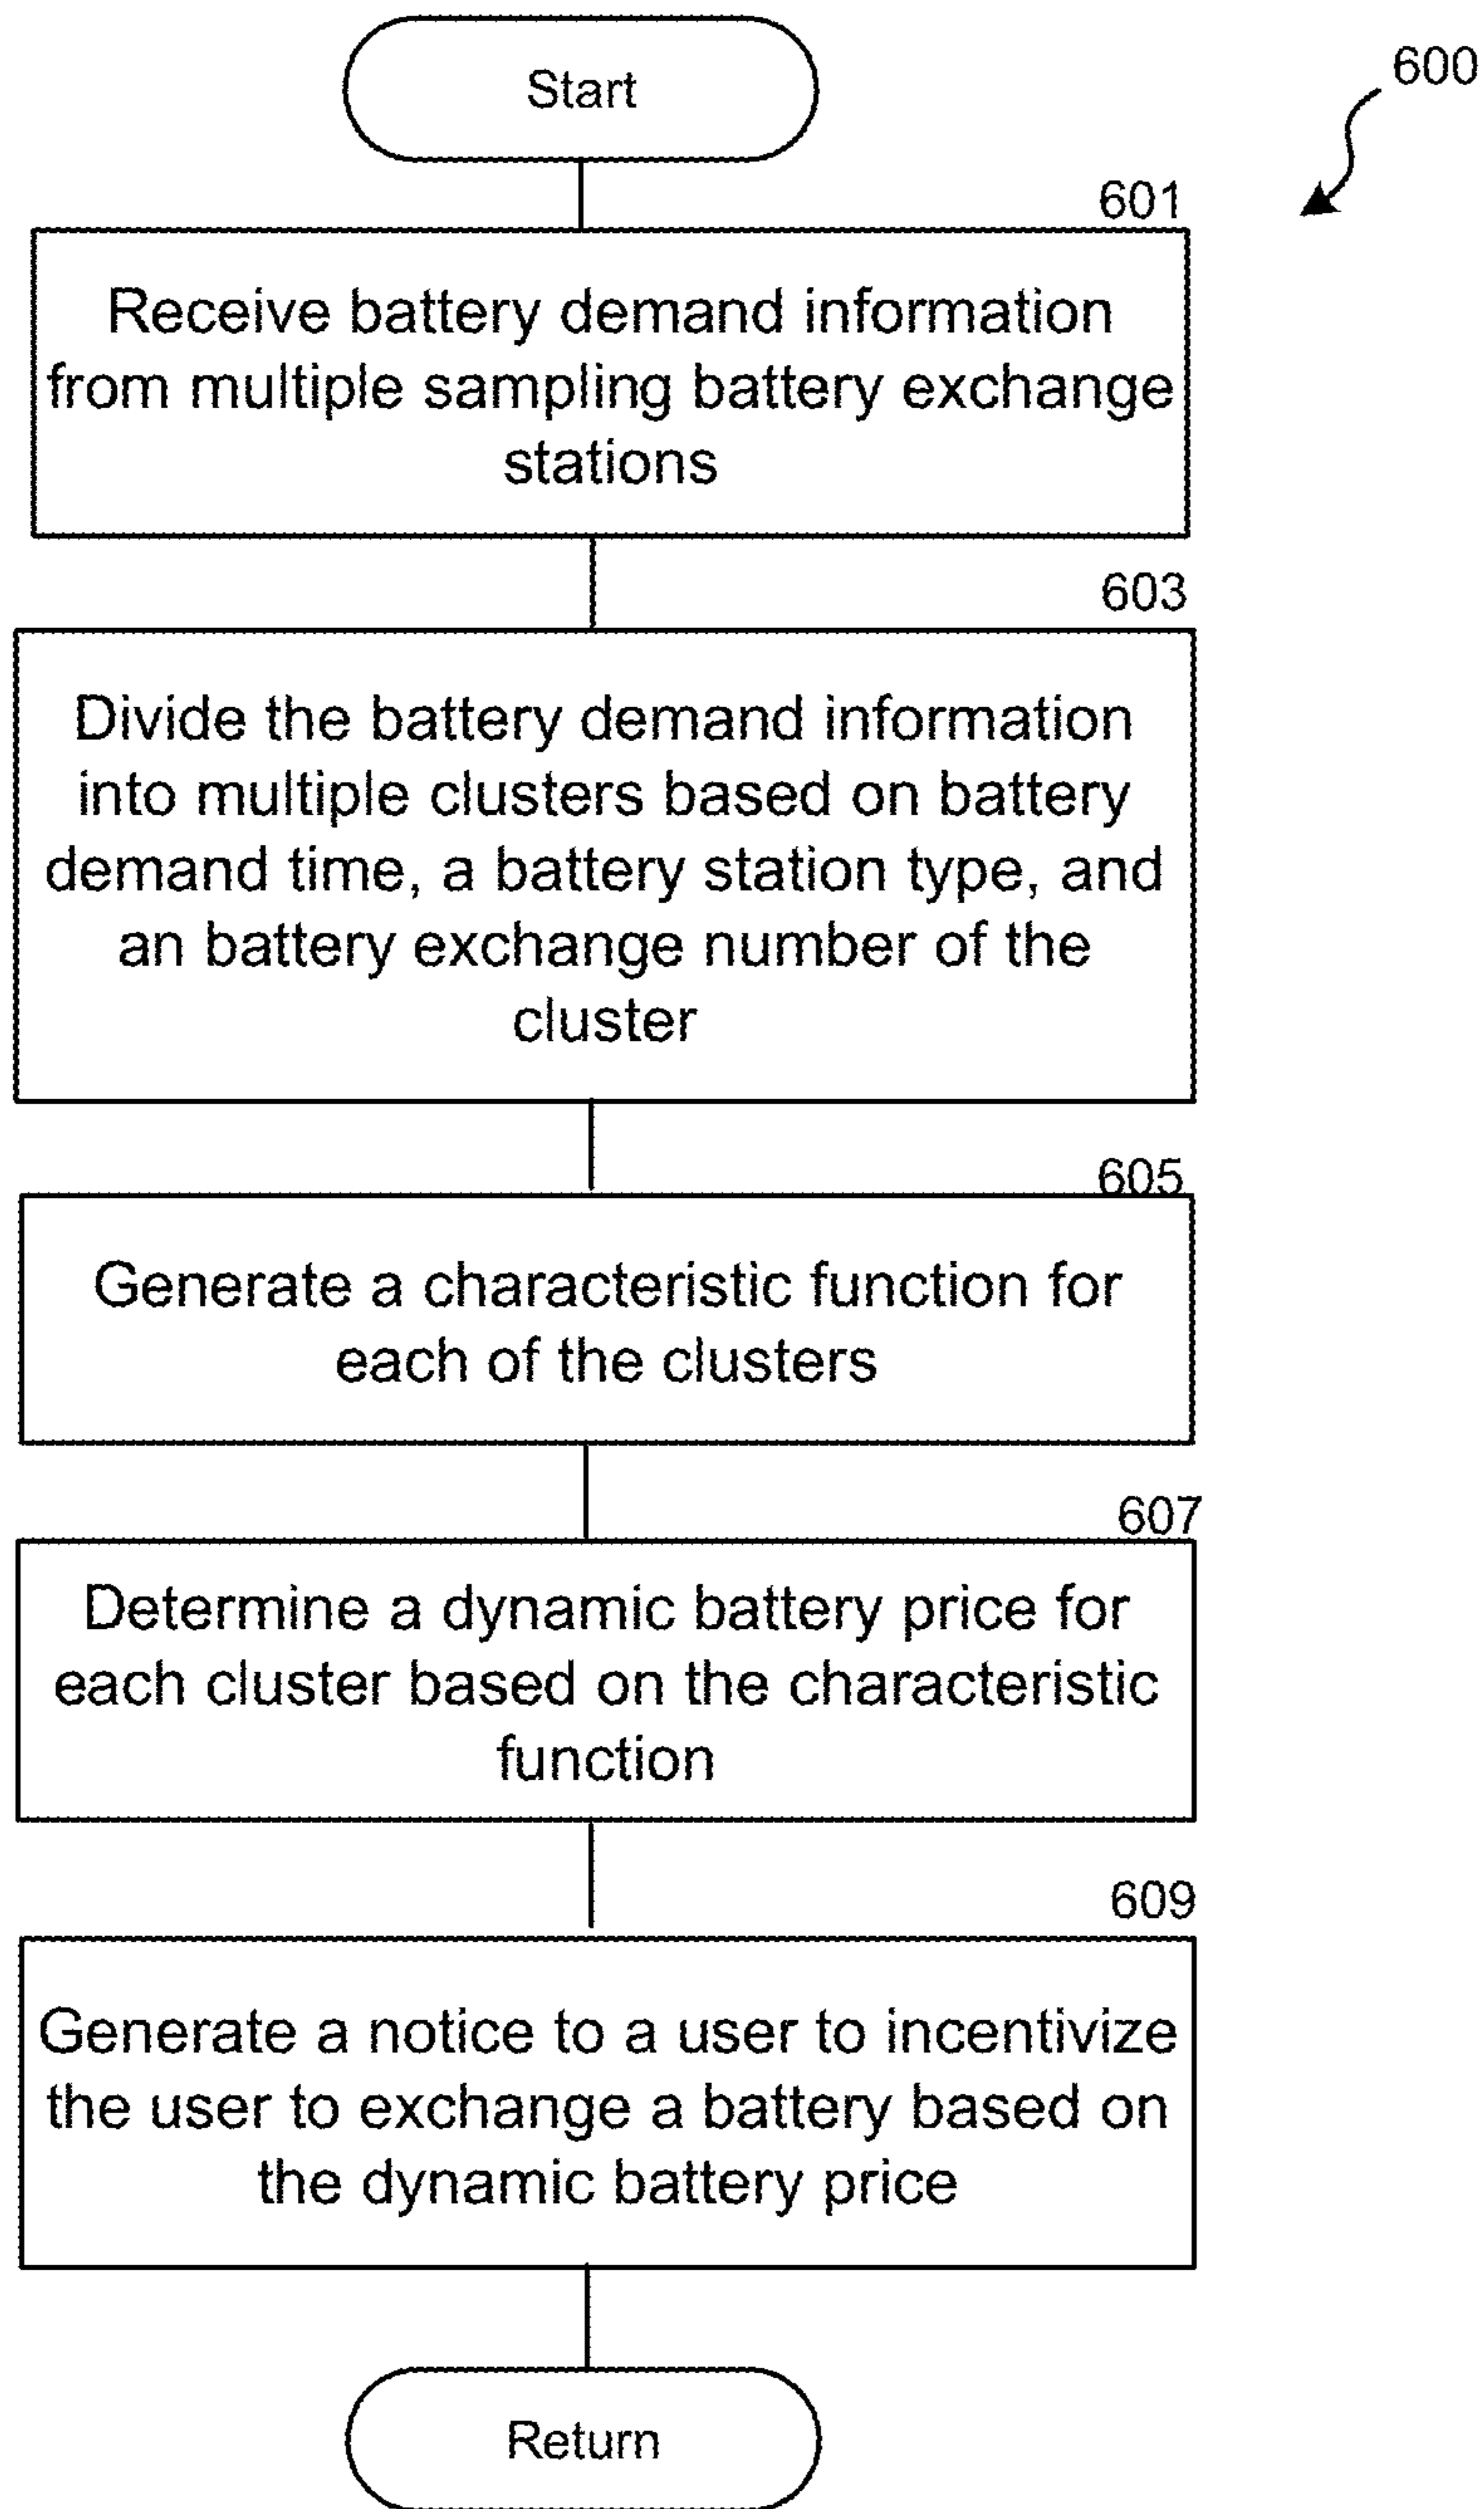 Start
600
601
Receive battery demand information
from multiple sampling battery exchange
stations
603
Divide the battery demand information
into multiple clusters based on battery
demand time, a battery station type, and
an battery exchange number of the
cluster
605
Generate a characteristic function for
each of the clusters
607
Determine a dynamic battery price for
each cluster based on the characteristic
function
609
Generate a notice to a user to incentivize
the user to exchange a battery based on
the dynamic battery price
Return